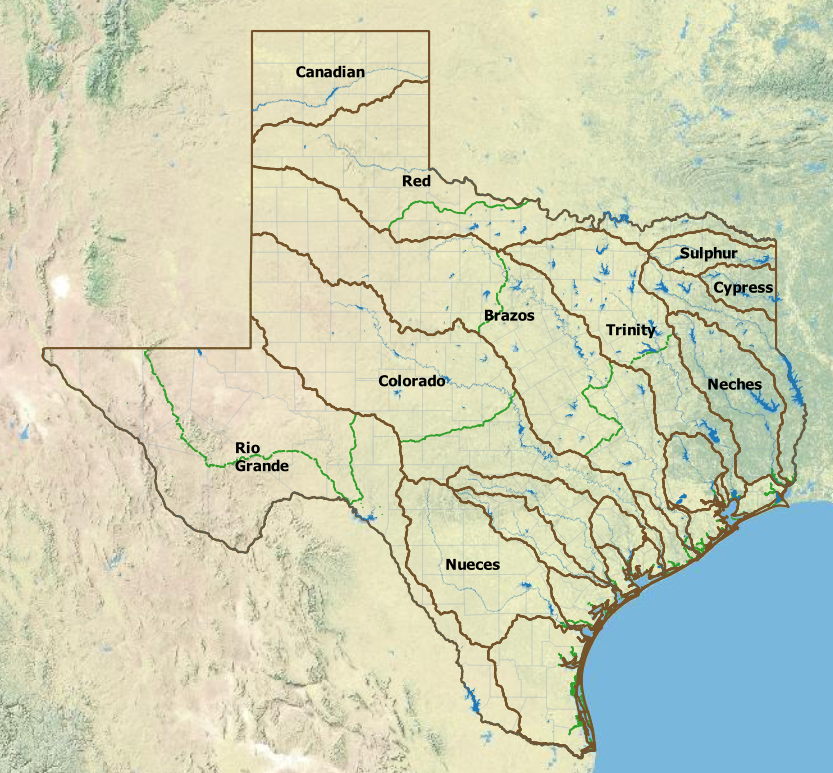 Canadian
Red
Sulphur
Cypress
Brazos
Trinity
Colorado
Neches
Rio
Grande
Nueces